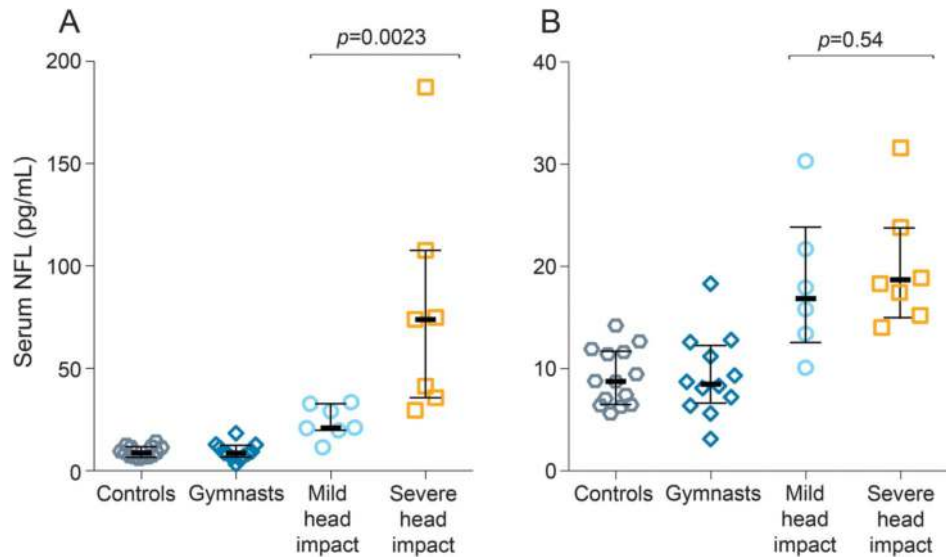 A
p=0.0023
200
150
100
50
0
Serum NFL (pg/mL)
Controls
Gymnasts
Mild
head
impact
Severe
head
impact
B
p=0.54
40
30
20
10
0
Controls
Gymnasts
Mild
head
impact
Severe
head
impact